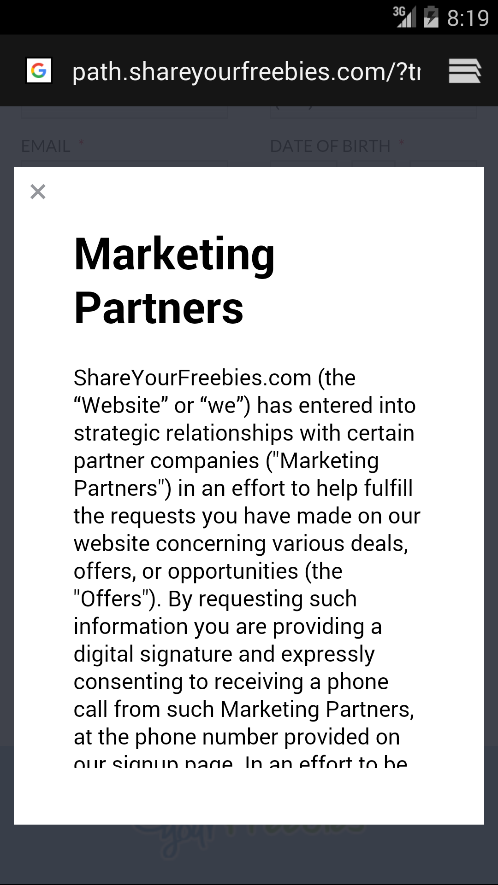 3G 8:19
path.shareyourfreebies.com/?tr
EMAIL *
DATE OF BIRTH *
×
Marketing
Partners
ShareYourFreebies.com (the
“Website” or “we”) has entered into
strategic relationships with certain
partner companies ("Marketing
Partners") in an effort to help fulfill
the requests you have made on our
website concerning various deals,
offers, or opportunities (the
"Offers"). By requesting such
information you are providing a
digital signature and expressly
consenting to receiving a phone
call from such Marketing Partners,
at the phone number provided on
our signup page. In an effort to be
your Freebies